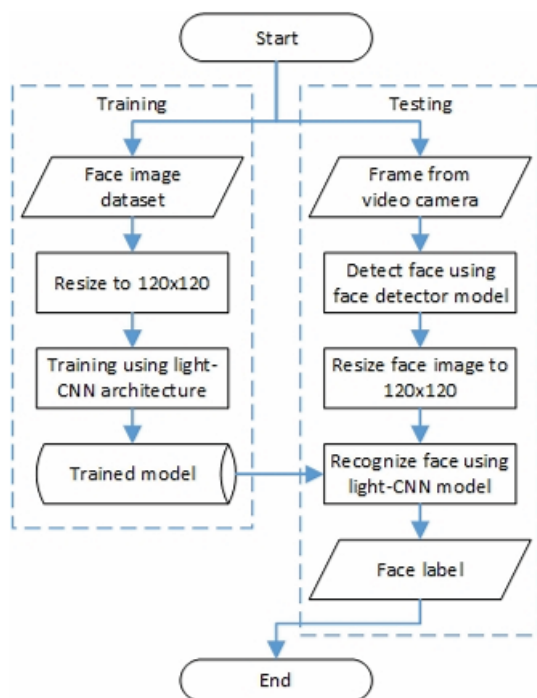 Start
Training
Face image
dataset
Resize to 120x120
Training using light-
CNN architecture
Trained model
Testing
Frame from
video camera
Detect face using
face detector model
Resize face image to
120x120
Recognize face using
light-CNN model
Face label
End